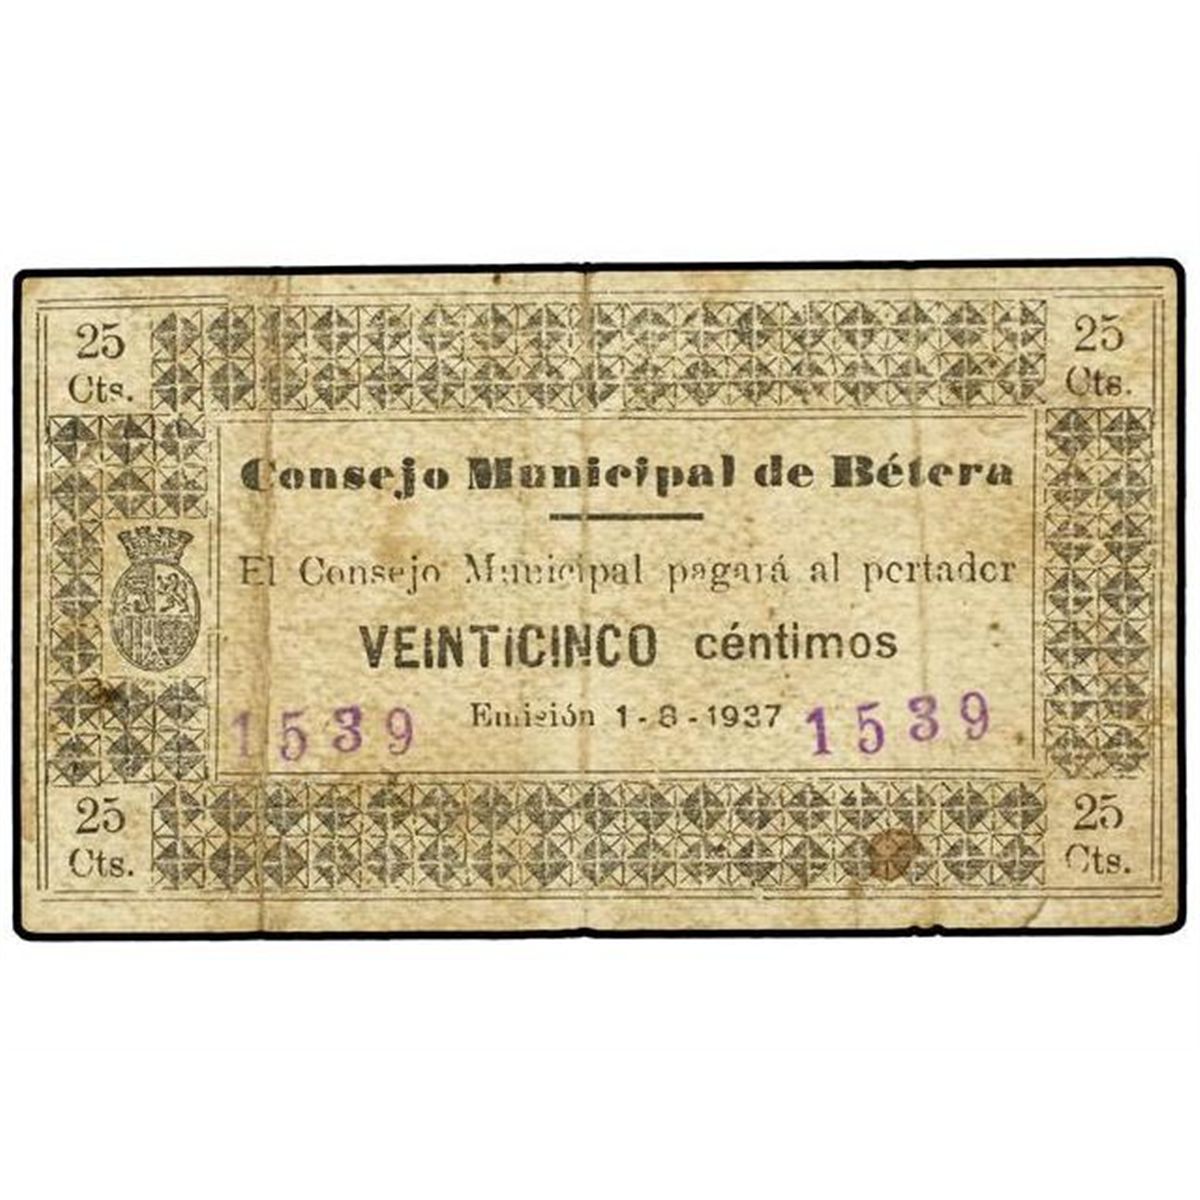 25 Cts.
25 Cts.
Consejo Municipal de Bétera
El Consejo Municipal pagará al portador
VEINTICINCO céntimos
Emisión 1-8-1937
1539
1539
25 Cts.
25 Cts.